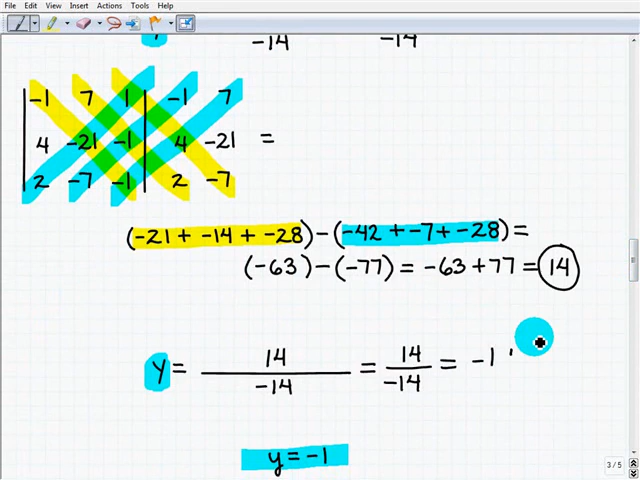 File Edit View Insert Actions Tools Help
-14 -14
-1 7 1 -1 7
4 -21 -1 4 -21 =
2 -7 -1 2 -7
(-21 + -14 + -28) - (-42 + -7 + -28) =
(-63) - (-77) = -63 + 77 = 14
y = 14/-14 = 14/-14 = -1
y = -1
3 / 5